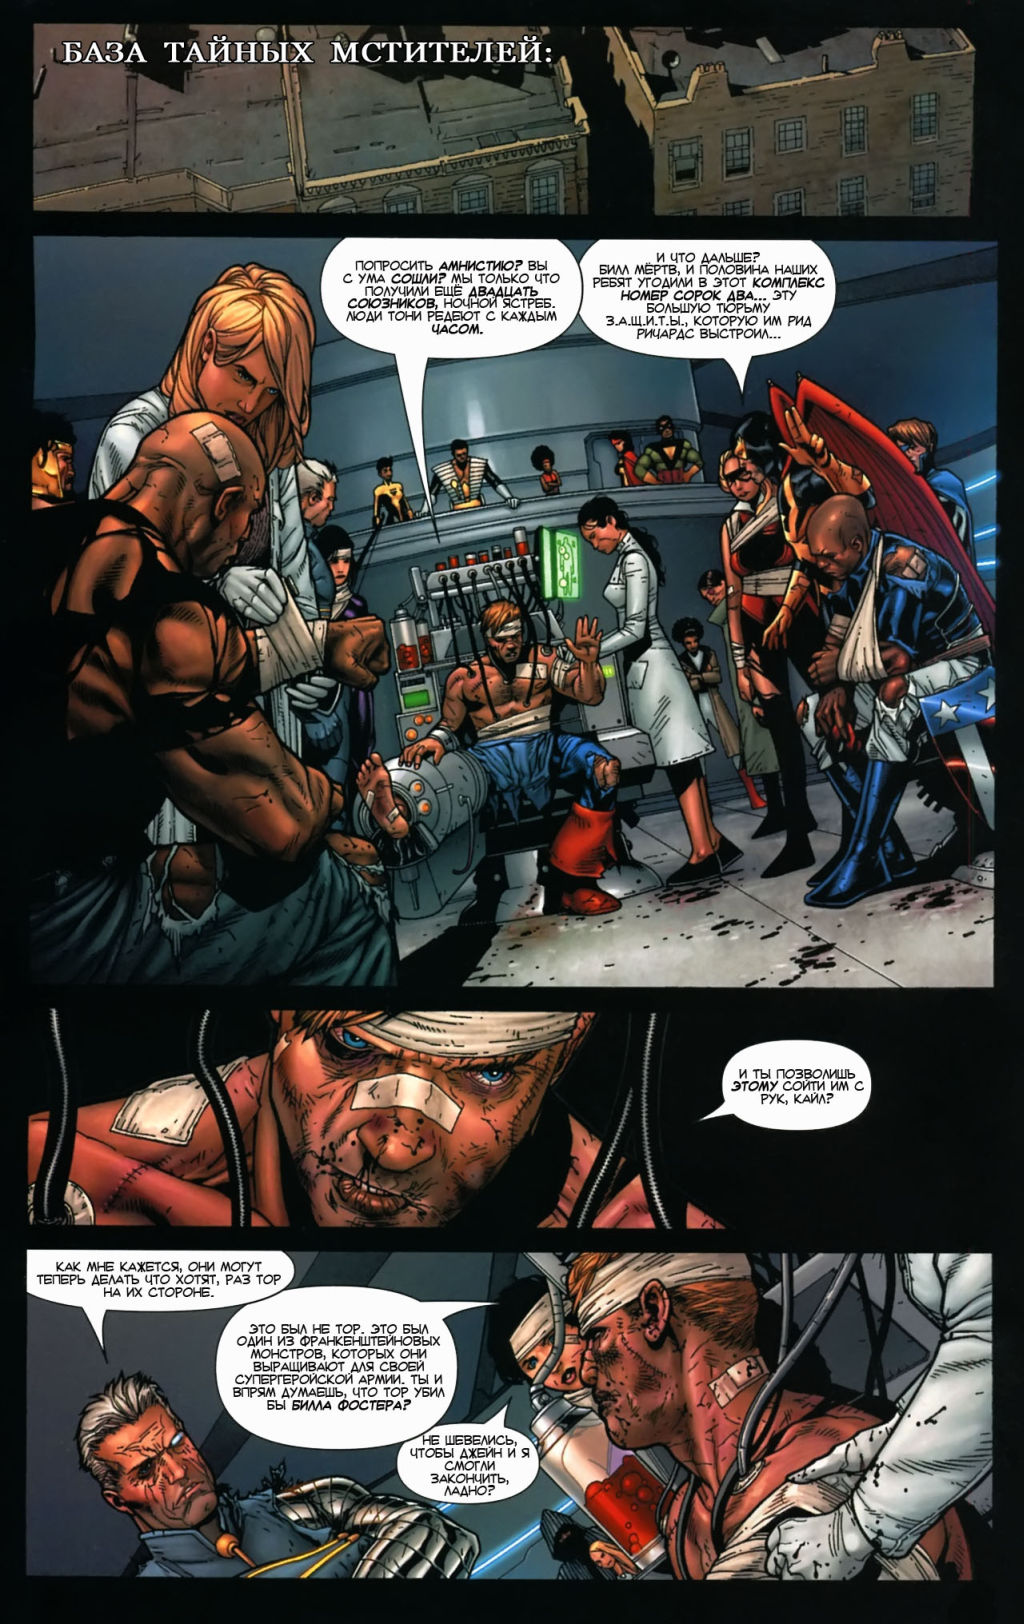 БАЗА ТАЙНЫХ МСТИТЕЛЕЙ:
ПОПРОСИТЬ АМНИСТИЮ? ВЫ
С УМА СОШЛИ? МЫ ТОЛЬКО ЧТО
ПОЛУЧИЛИ ЕЩЁ ДВАДЦАТЬ
СОЮЗНИКОВ, НОЧНОЙ ЯСТРЕБ.
ЛЮДИ ТОНИ РЕДЕЮТ С КАЖДЫМ
ЧАСОМ.
И ЧТО ДАЛЬШЕ?
БИЛЛ МЁРТВ, И ПОЛОВИНА НАШИХ
РЕБЯТ УГОДИЛИ В ЭТОТ КОМПЛЕКС
НОМЕР СОРОК ДВА... ЭТУ
БОЛЬШУЮ ТЮРЬМУ
З.А.Щ.И.Т.Ы., КОТОРУЮ ИМ РИД
РИЧАРДС ВЫСТРОИЛ...
И ТЫ ПОЗВОЛИШЬ
ЭТОМУ СОЙТИ ИМ С
РУК, КАЙЛ?
КАК МНЕ КАЖЕТСЯ, ОНИ МОГУТ
ТЕПЕРЬ ДЕЛАТЬ ЧТО ХОТЯТ, РАЗ ТОР
НА ИХ СТОРОНЕ.
ЭТО БЫЛ НЕ ТОР. ЭТО БЫЛ
ОДИН ИЗ ФРАНКЕНШТЕЙНОВЫХ
МОНСТРОВ, КОТОРЫХ ОНИ
ВЫРАЩИВАЮТ ДЛЯ СВОЕЙ
СУПЕРГЕРОЙСКОЙ АРМИИ. ТЫ И
ВПРЯМ ДУМАЕШЬ, ЧТО ТОР УБИЛ
БЫ БИЛЛА ФОСТЕРА?
НЕ ШЕВЕЛИСЬ,
ЧТОБЫ ДЖЕЙН И Я
СМОГЛИ
ЗАКОНЧИТЬ,
ЛАДНО?